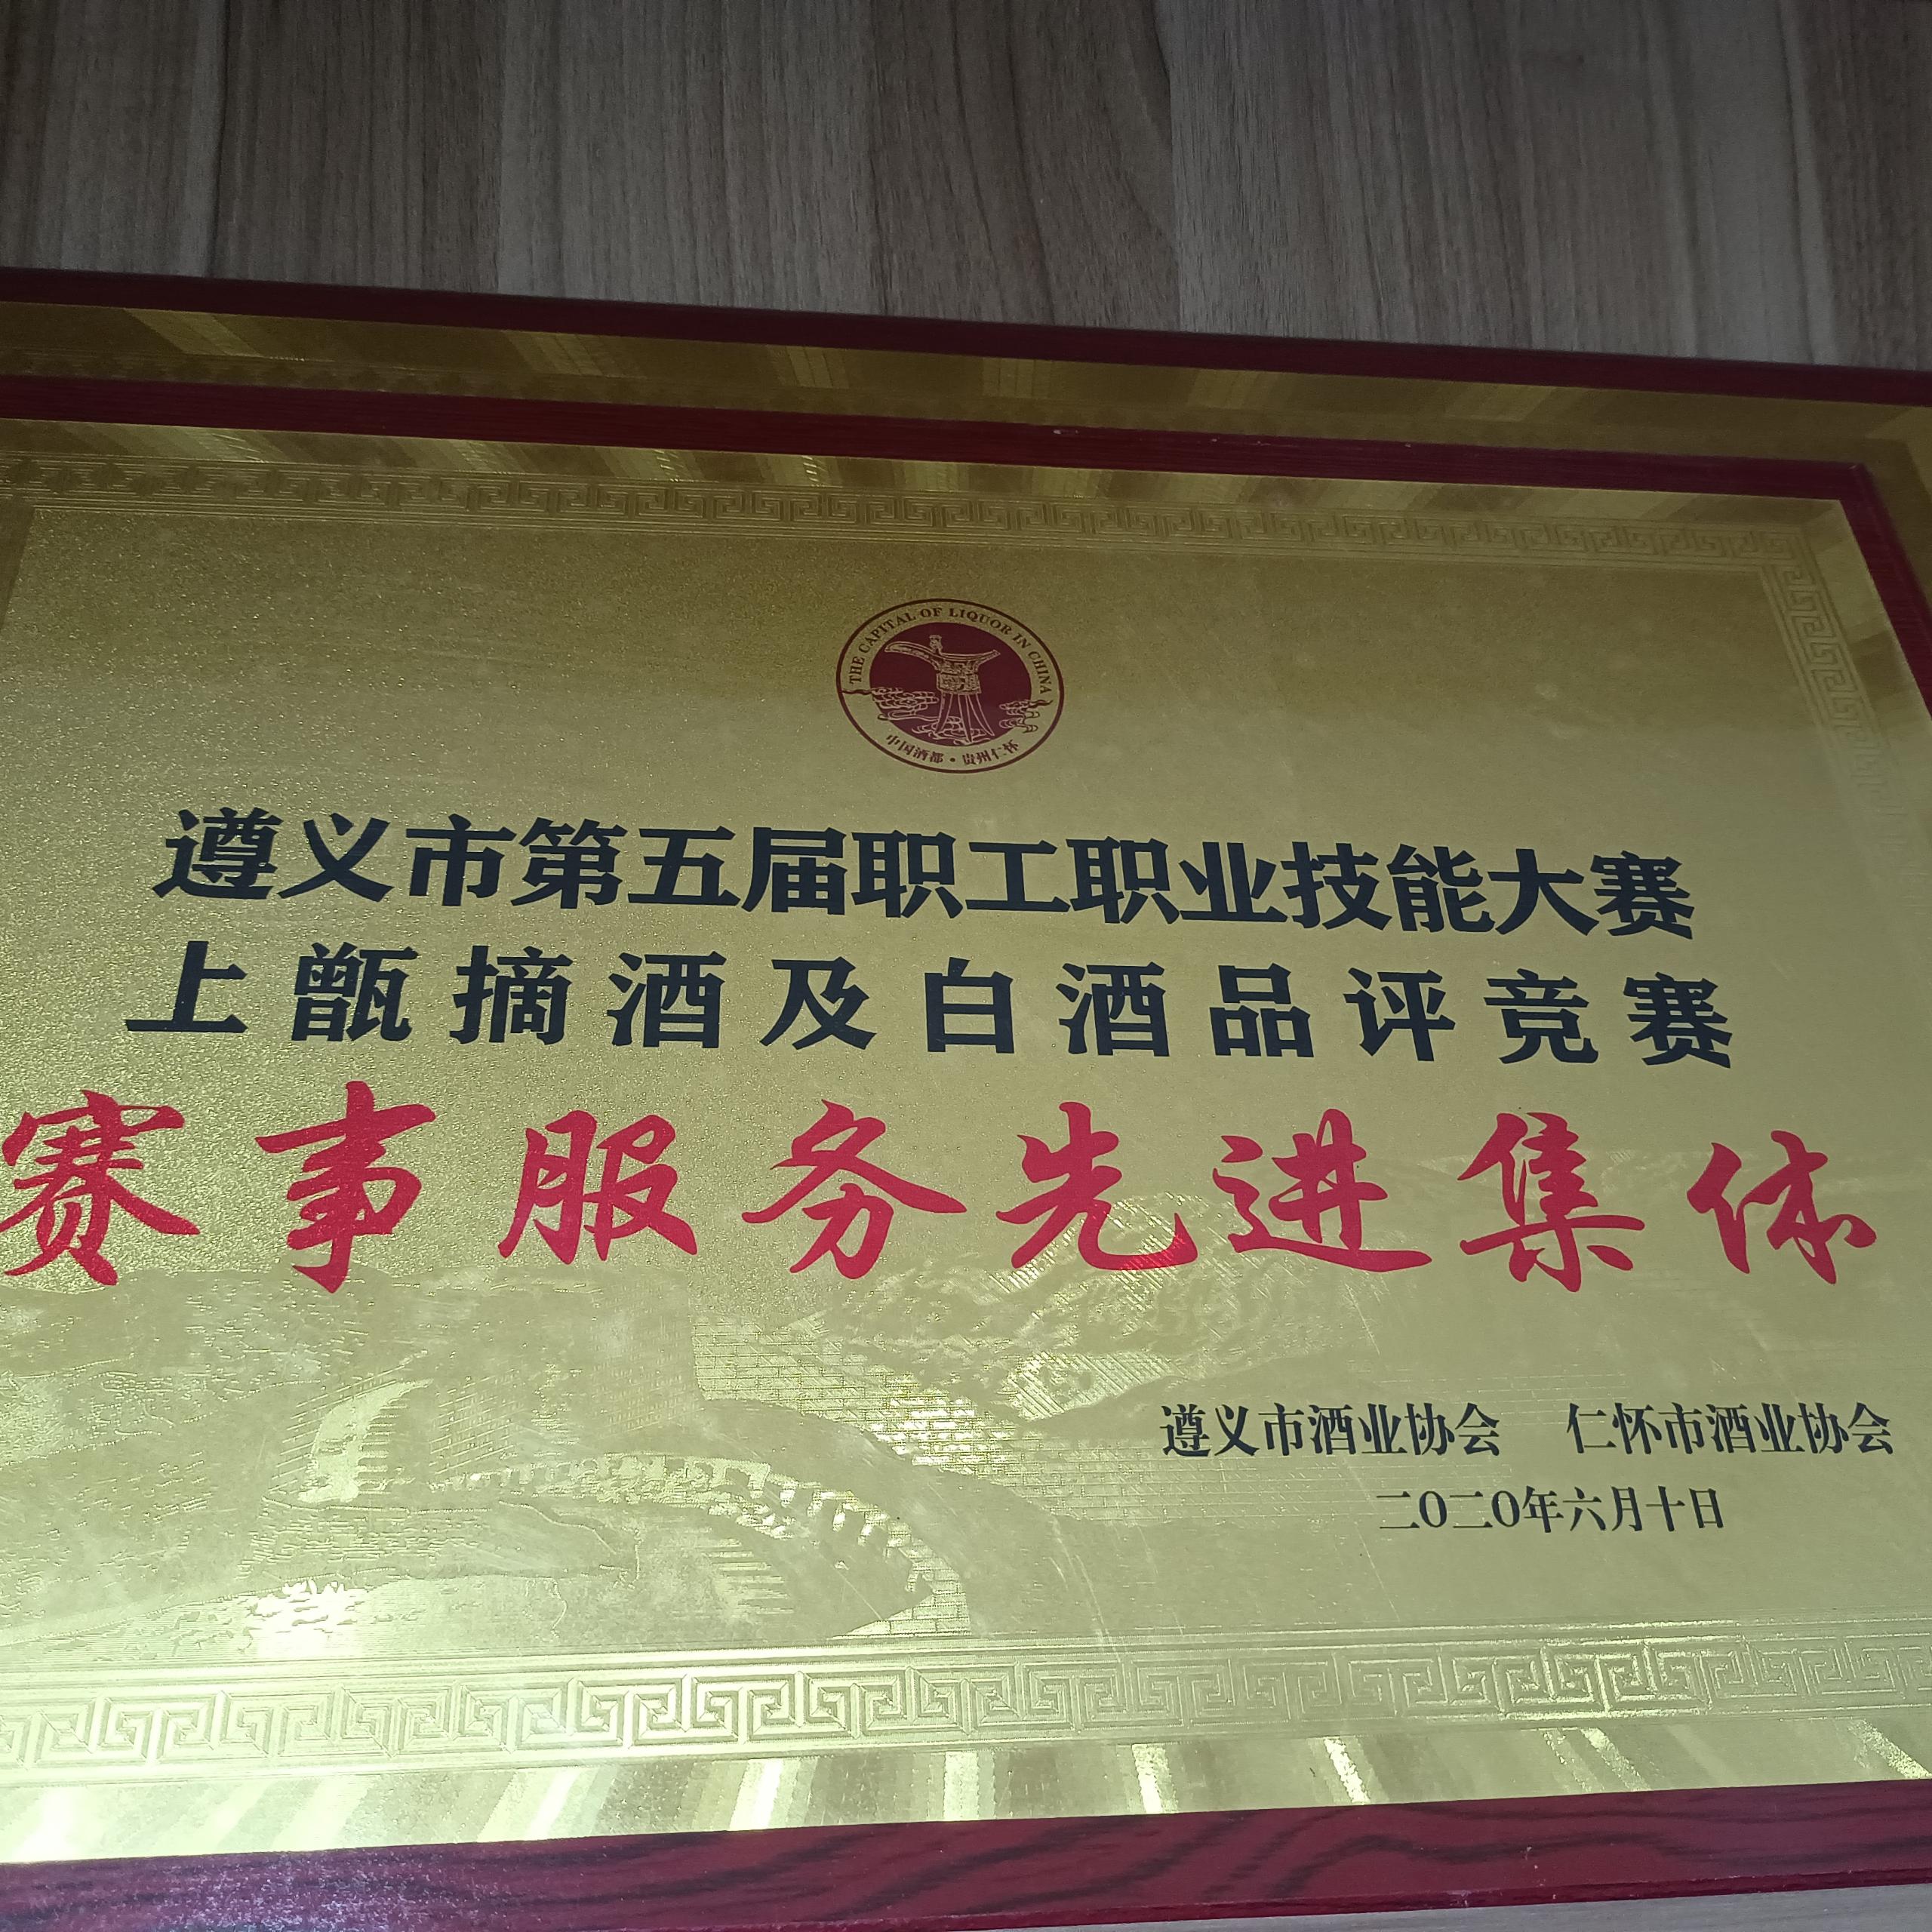 THE CAPITAL OF LIQUOR IN CHINA
中国酒都·贵州仁怀
遵义市第五届职工职业技能大赛
上甑摘酒及白酒品评竞赛
赛事服务先进集体
遵义市酒业协会 仁怀市酒业协会
二〇二〇年六月十日